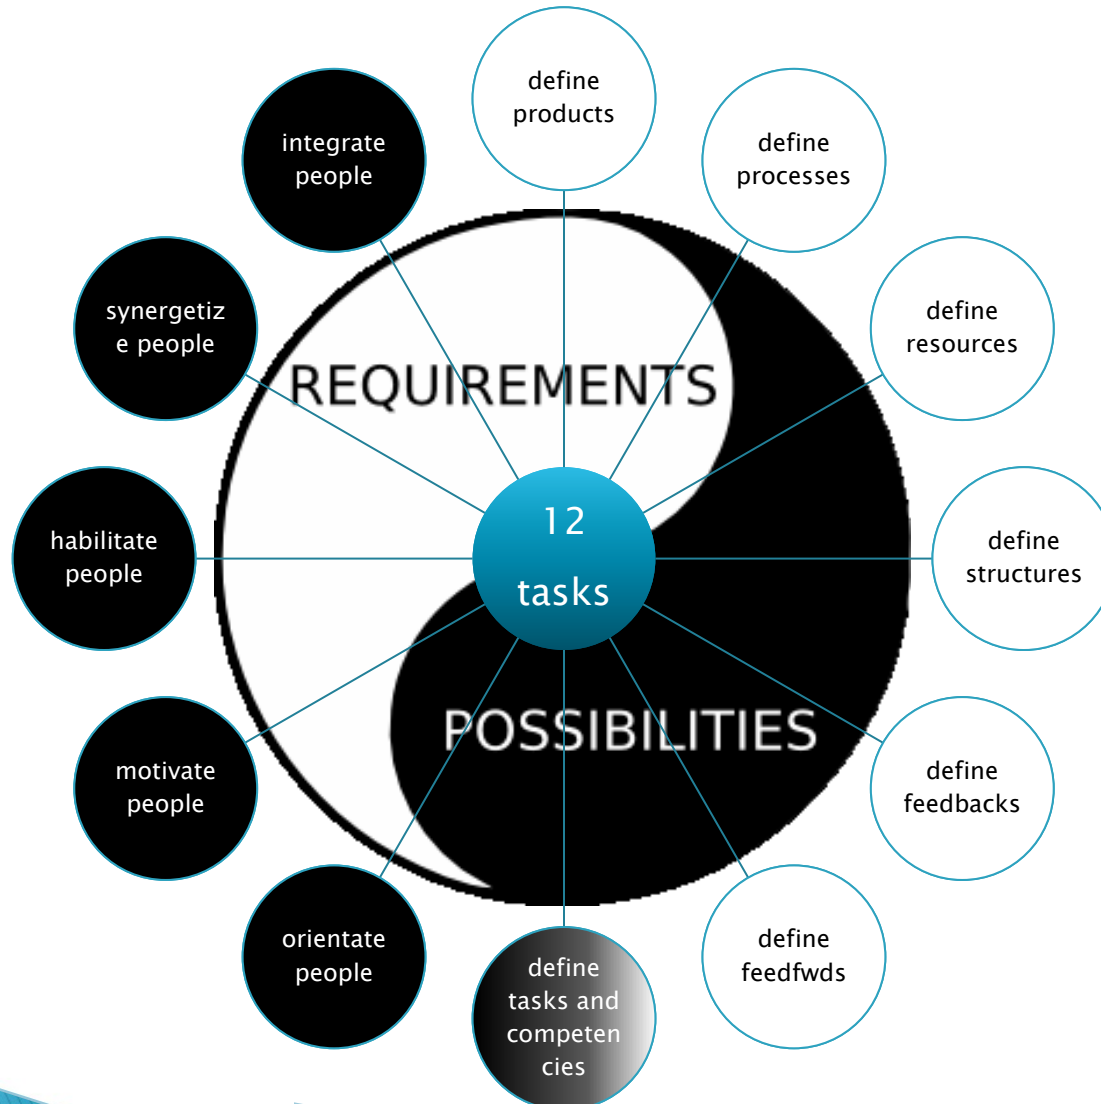 define
products
define
processes
define
resources
define
structures
define
feedbacks
define
feedfwds
define
tasks and
competen
cies
orientate
people
motivate
people
habilitate
people
synergetiz
e people
integrate
people
REQUIREMENTS
12
tasks
POSSIBILITIES